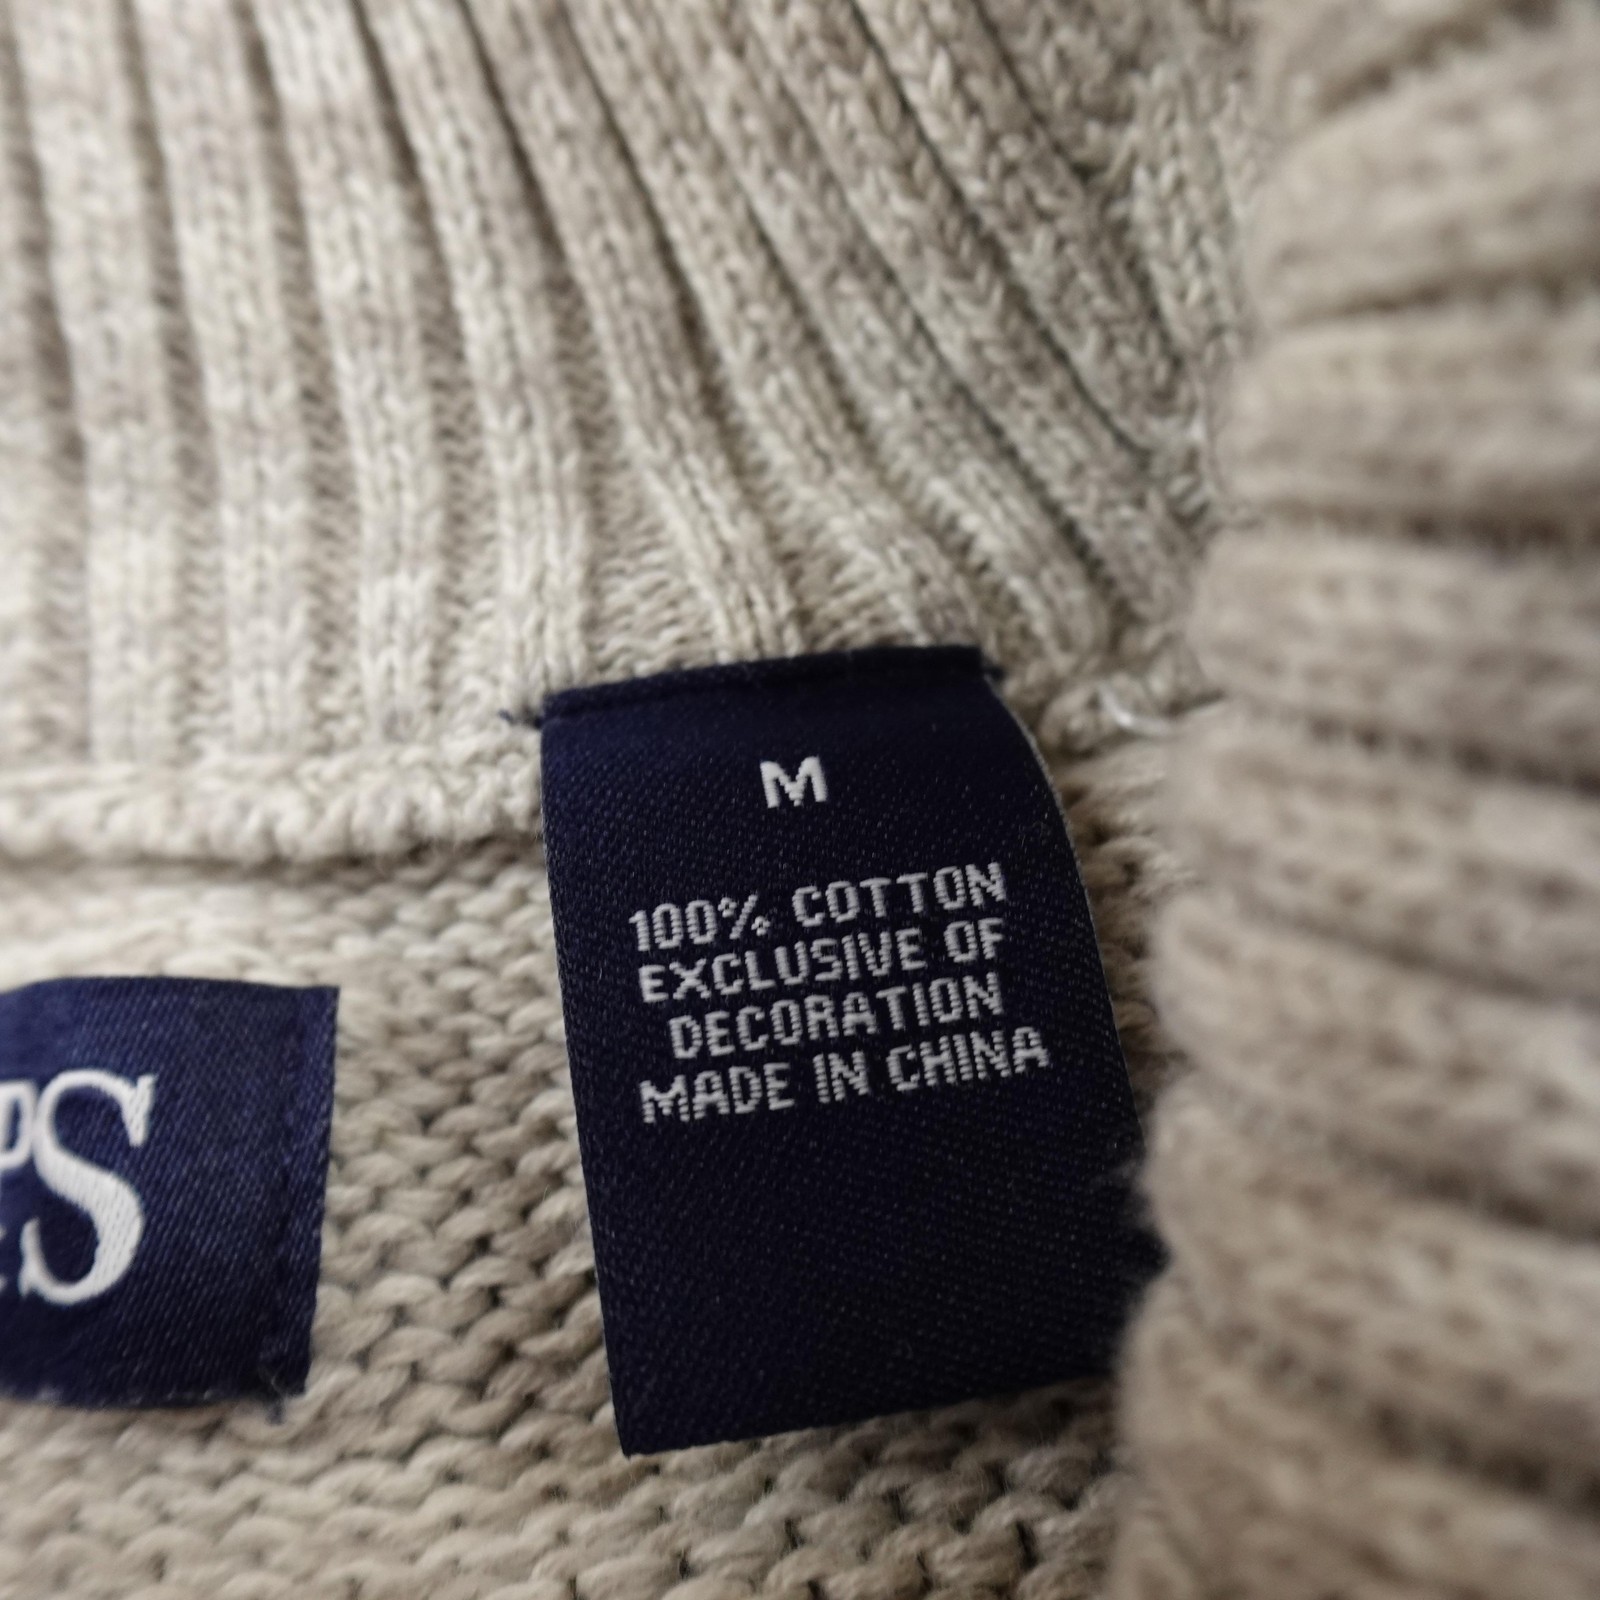 M
100% COTTON
EXCLUSIVE OF
DECORATION
MADE IN CHINA
PS